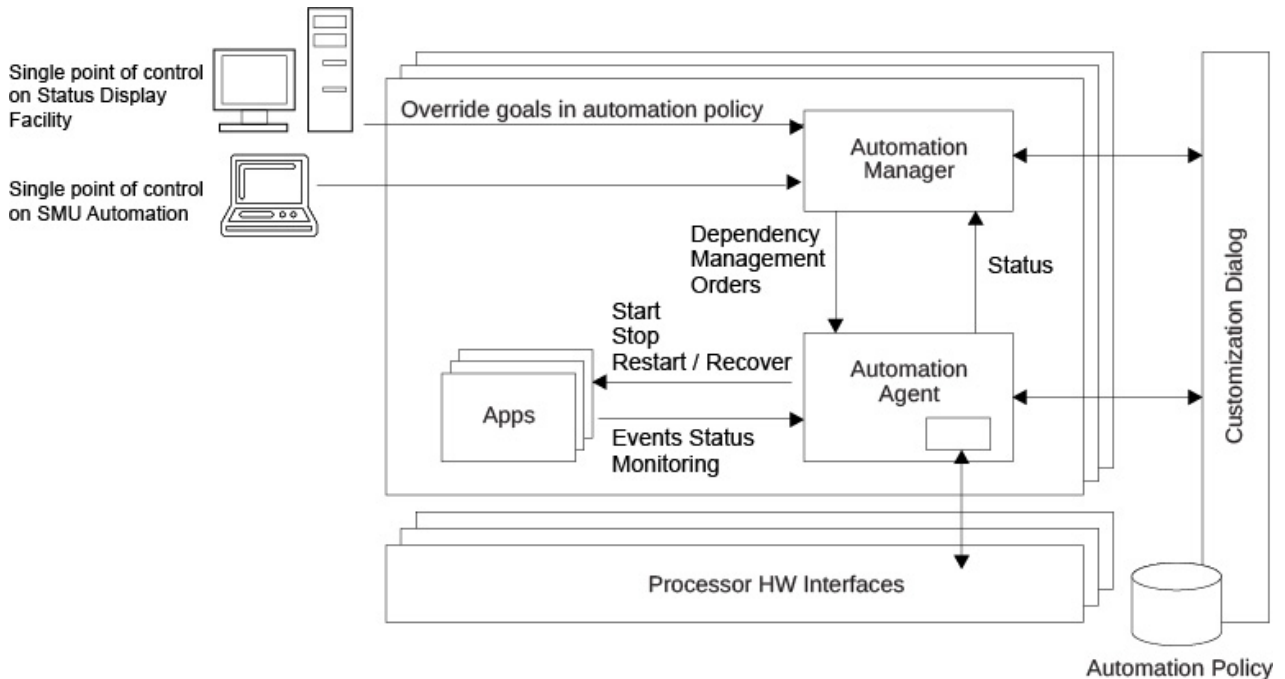 Single point of control
on Status Display
Facility
Override goals in automation policy
Automation
Manager
Single point of control
on SMU Automation
Dependency
Management
Orders
Status
Start
Stop
Restart / Recover
Automation
Agent
Apps
Events Status
Monitoring
Customization Dialog
Processor HW Interfaces
Automation Policy